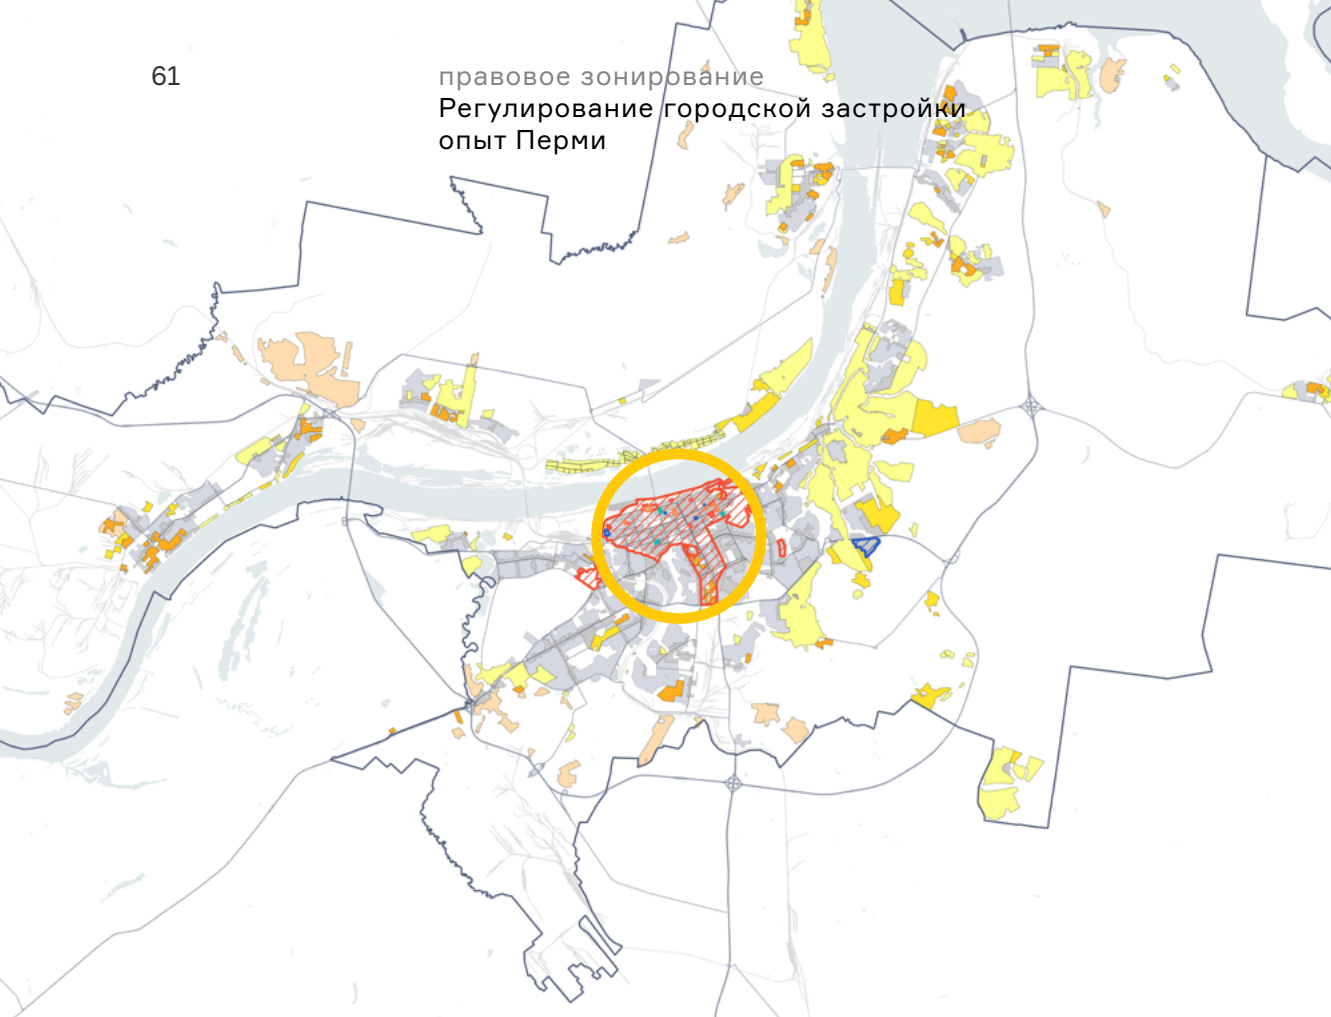 61
правовое зонирование
Регулирование городской застройки
опыт Перми